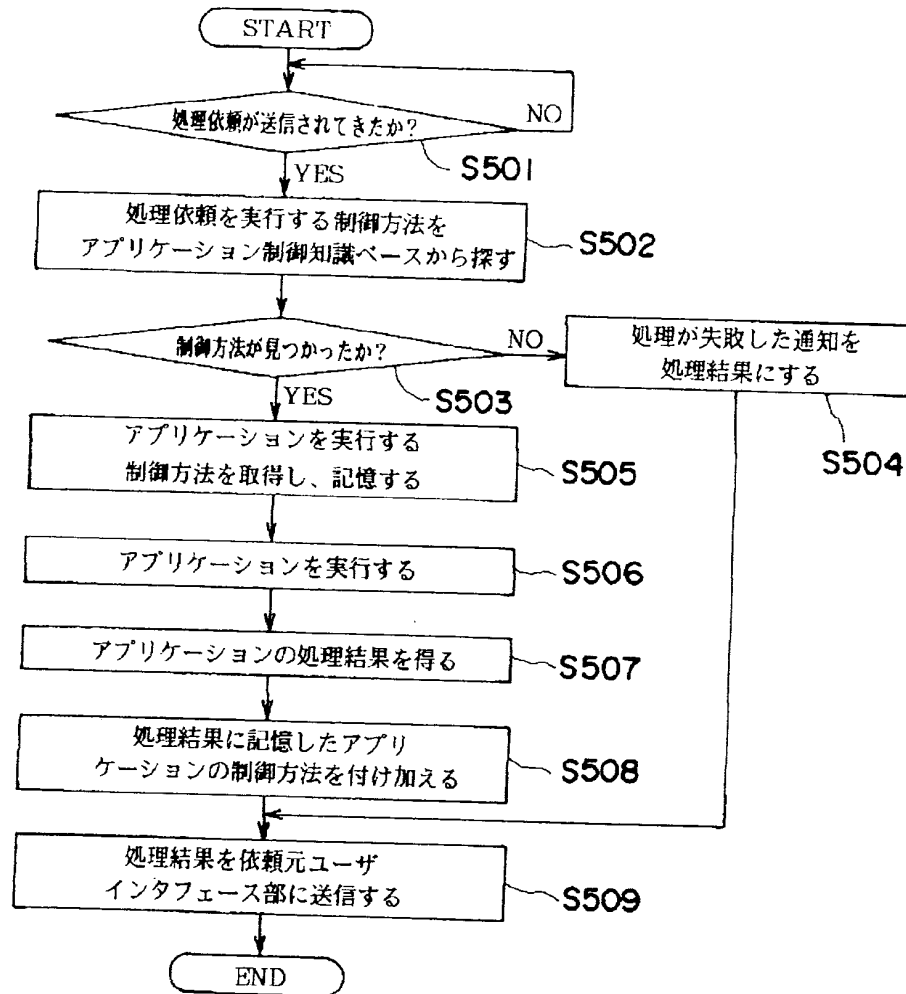 START
処理依頼が送信されてきたか?
NO
S501
YES
処理依頼を実行する制御方法を
アプリケーション制御知識ベースから探す
S502
制御方法が見つかったか?
NO
S503
YES
処理が失敗した通知を
処理結果にする
S504
アプリケーションを実行する
制御方法を取得し、記憶する
S505
アプリケーションを実行する
S506
アプリケーションの処理結果を得る
S507
処理結果に記憶したアプリ
ケーションの制御方法を付け加える
S508
処理結果を依頼元ユーザ
インタフェース部に送信する
S509
END